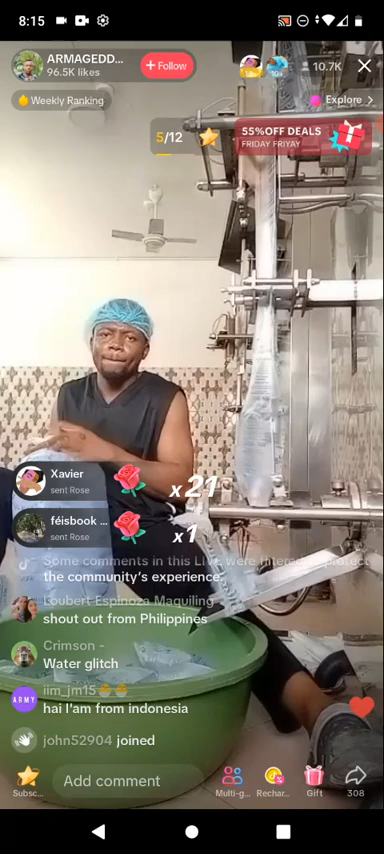 8:15
ARMAGEDD...
96.5K likes
+ Follow
10.7K
Weekly Ranking
Explore >
5/12
55%OFF DEALS
FRIDAY FRIYAY
Xavier
sent Rose
x21
féisbook ...
sent Rose
x1
Some comments in this LIVE were filtered to protect
the community's experience.
Loubert Espinoza Maquiling
shout out from Philippines
Crimson -
Water glitch
iim_jm15
ARMY
hai I'am from indonesia
john52904 joined
Add comment
Subsc...
Multi-g...
Rechar...
Gift
308